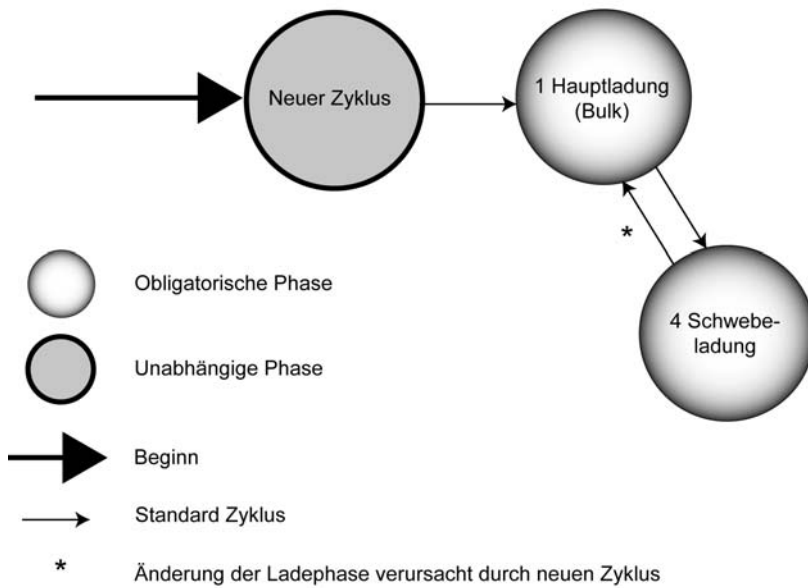 Neuer Zyklus
1 Hauptladung
(Bulk)
*
4 Schwebe-
ladung
Obligatorische Phase
Unabhängige Phase
Beginn
Standard Zyklus
* Änderung der Ladephase verursacht durch neuen Zyklus